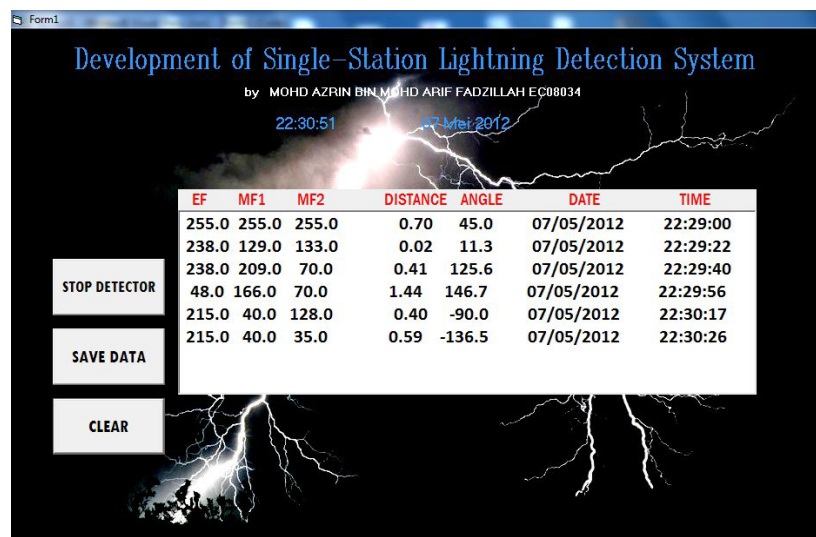 Form1
Development of Single-Station Lightning Detection System
by MOHD AZRIN BIN MOHD ARIF FADZILLAH EC08034
22:30:51 07 Mei 2012
EF MF1 MF2 DISTANCE ANGLE DATE TIME
255.0 255.0 255.0 0.70 45.0 07/05/2012 22:29:00
238.0 129.0 133.0 0.02 11.3 07/05/2012 22:29:22
238.0 209.0 70.0 0.41 125.6 07/05/2012 22:29:40
48.0 166.0 70.0 1.44 146.7 07/05/2012 22:29:56
215.0 40.0 128.0 0.40 -90.0 07/05/2012 22:30:17
215.0 40.0 35.0 0.59 -136.5 07/05/2012 22:30:26
STOP DETECTOR
SAVE DATA
CLEAR